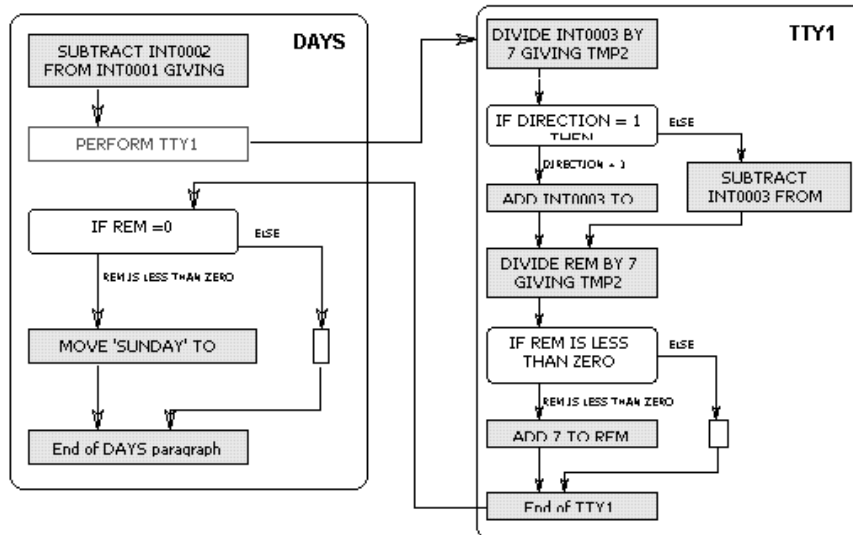 DAYS
SUBTRACT INT0002
FROM INT0001 GIVING
PERFORM TTY1
IF REM =0
ELSE
REM IS LESS THAN ZERO
MOVE 'SUNDAY' TO
End of DAYS paragraph
TTY1
DIVIDE INT0003 BY
7 GIVING TMP2
IF DIRECTION = 1
THEN
ELSE
DIRECTION = 1
ADD INT0003 TO
SUBTRACT
INT0003 FROM
DIVIDE REM BY 7
GIVING TMP2
IF REM IS LESS
THAN ZERO
ELSE
REM IS LESS THAN ZERO
ADD 7 TO REM
End of TTY1